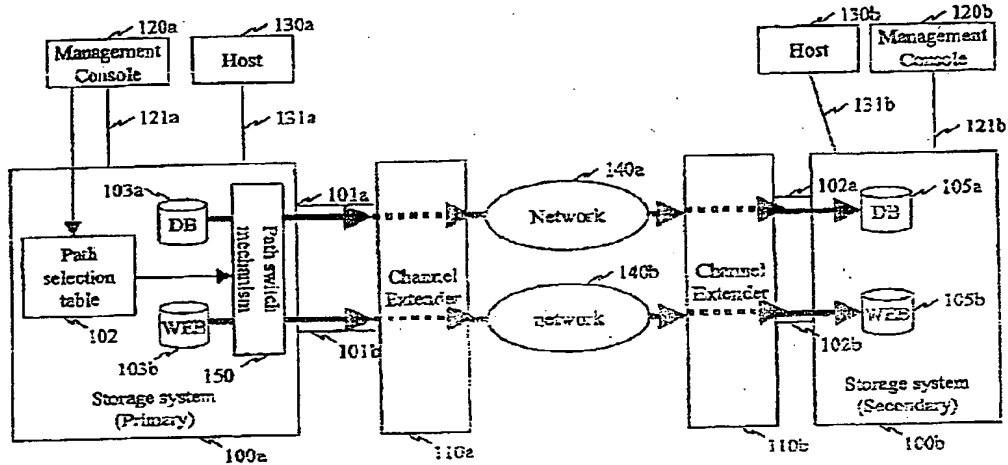 120a
130a
130b
120b
Management
Console
Host
Host
Management
Console
121a
131a
131b
121b
103a
101a
140a
102a
105a
DB
Network
DB
Path
selection
table
Path switch
mechanism
Channel
Extender
140b
Channel
Extender
105b
WEB
network
WEB
102
103b
150
101b
102b
Storage system
(Primary)
Storage system
(Secondary)
100a
110a
110b
100b